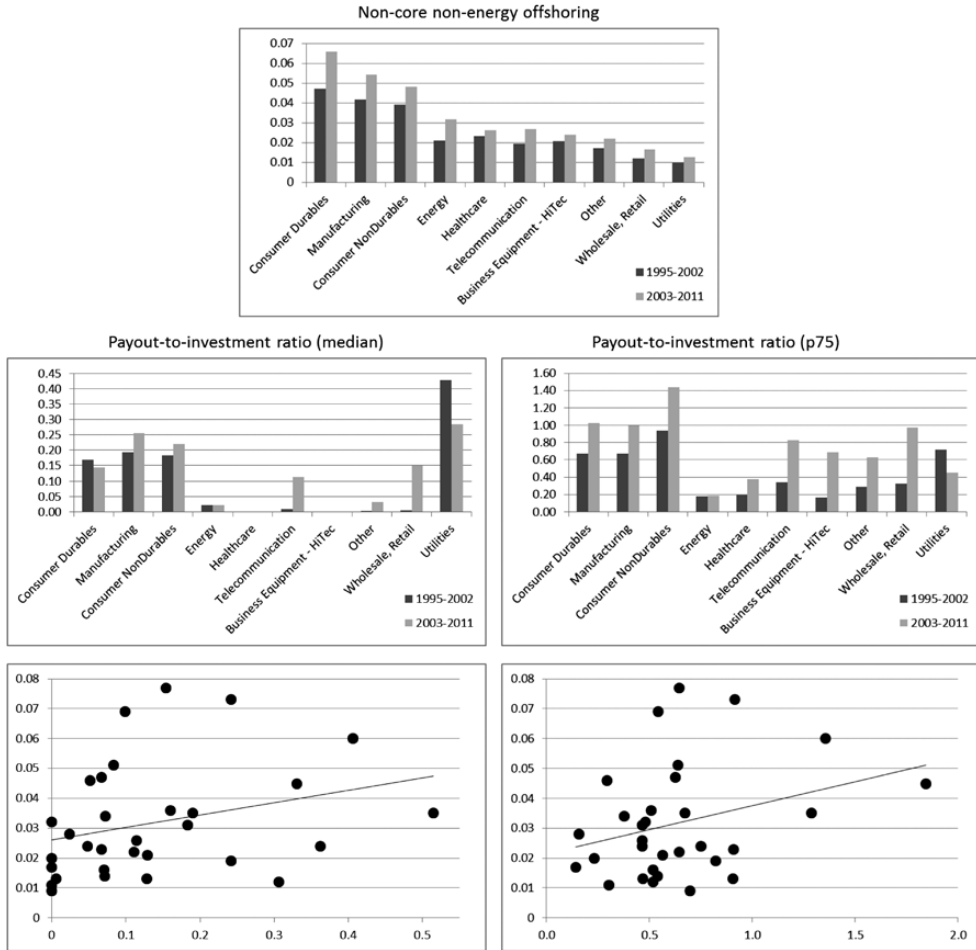 Non-core non-energy offshoring
0.07
0.06
0.05
0.04
0.03
0.02
0.01
0
Consumer Durables
Manufacturing
Consumer NonDurables
Energy
Healthcare
Telecommunication
Business Equipment - HiTec
Other
Wholesale, Retail
Utilities
1995-2002
2003-2011
Payout-to-investment ratio (median)
0.45
0.40
0.35
0.30
0.25
0.20
0.15
0.10
0.05
0.00
Consumer Durables
Manufacturing
Consumer NonDurables
Energy
Healthcare
Telecommunication
Business Equipment - HiTec
Other
Wholesale, Retail
Utilities
1995-2002
2003-2011
Payout-to-investment ratio (p75)
1.60
1.40
1.20
1.00
0.80
0.60
0.40
0.20
0.00
Consumer Durables
Manufacturing
Consumer NonDurables
Energy
Healthcare
Telecommunication
Business Equipment - HiTec
Other
Wholesale, Retail
Utilities
1995-2002
2003-2011
0.08
0.07
0.06
0.05
0.04
0.03
0.02
0.01
0
0 0.1 0.2 0.3 0.4 0.5
0.08
0.07
0.06
0.05
0.04
0.03
0.02
0.01
0
0.0 0.5 1.0 1.5 2.0